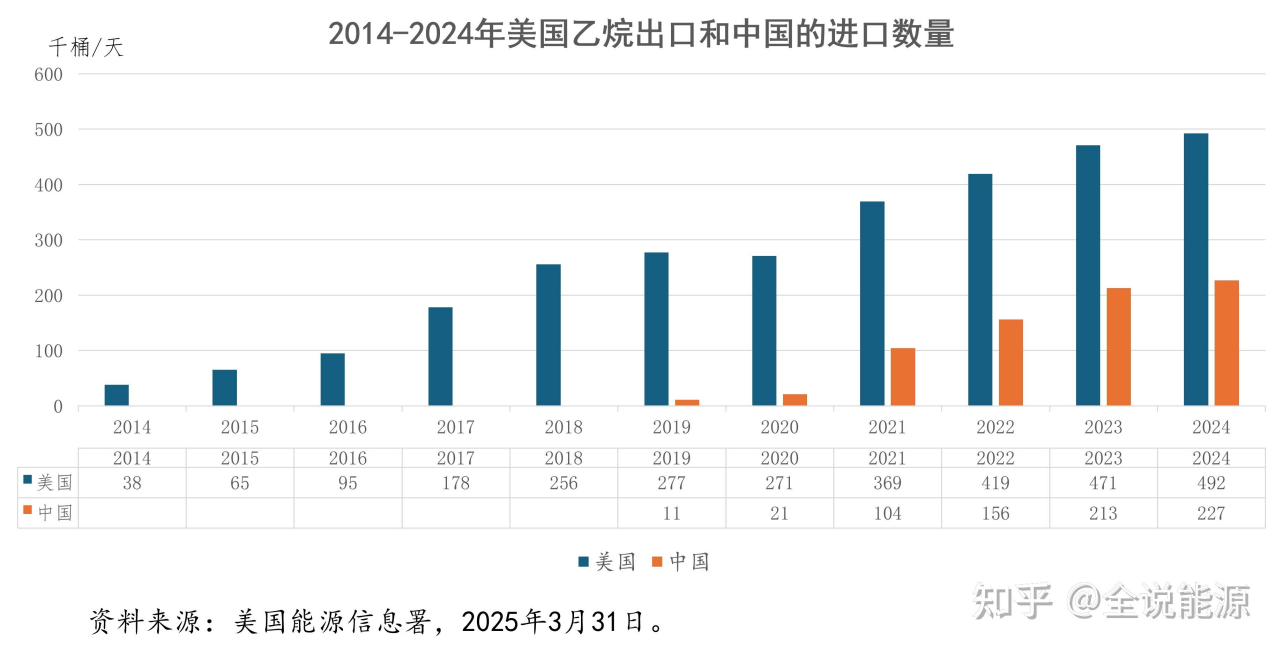 2014-2024年美国乙烷出口和中国的进口数量
千桶/天
600
500
400
300
200
100
0
2014 2015 2016 2017 2018 2019 2020 2021 2022 2023 2024
2014 2015 2016 2017 2018 2019 2020 2021 2022 2023 2024
美国 38 65 95 178 256 277 271 369 419 471 492
中国 11 21 104 156 213 227
美国 中国
知乎 @全说能源
资料来源：美国能源信息署，2025年3月31日。